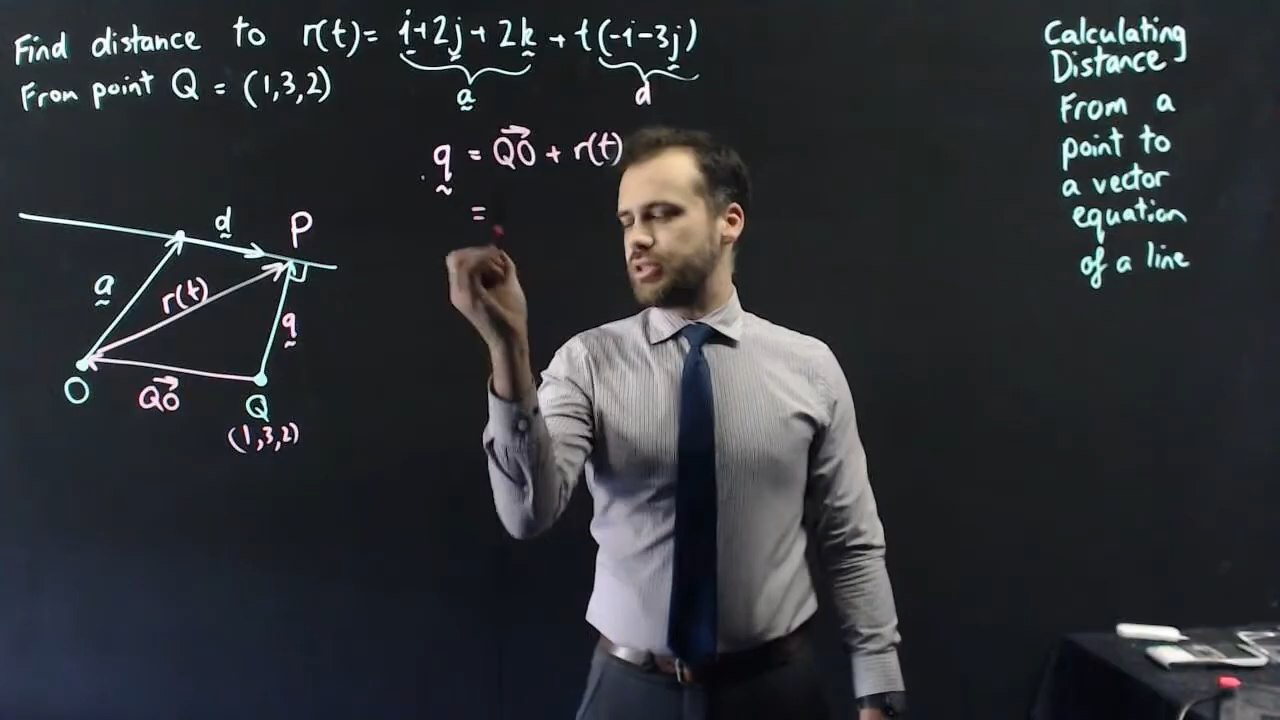 Find distance to r(t) = i + 2j + 2k + t(-i - 3j)
From point Q = (1,3,2)
a
d
q = QO + r(t)
=
d
P
a
r(t)
q
O
QO
Q
(1,3,2)
Calculating
Distance
From a
point to
a vector
equation
of a line